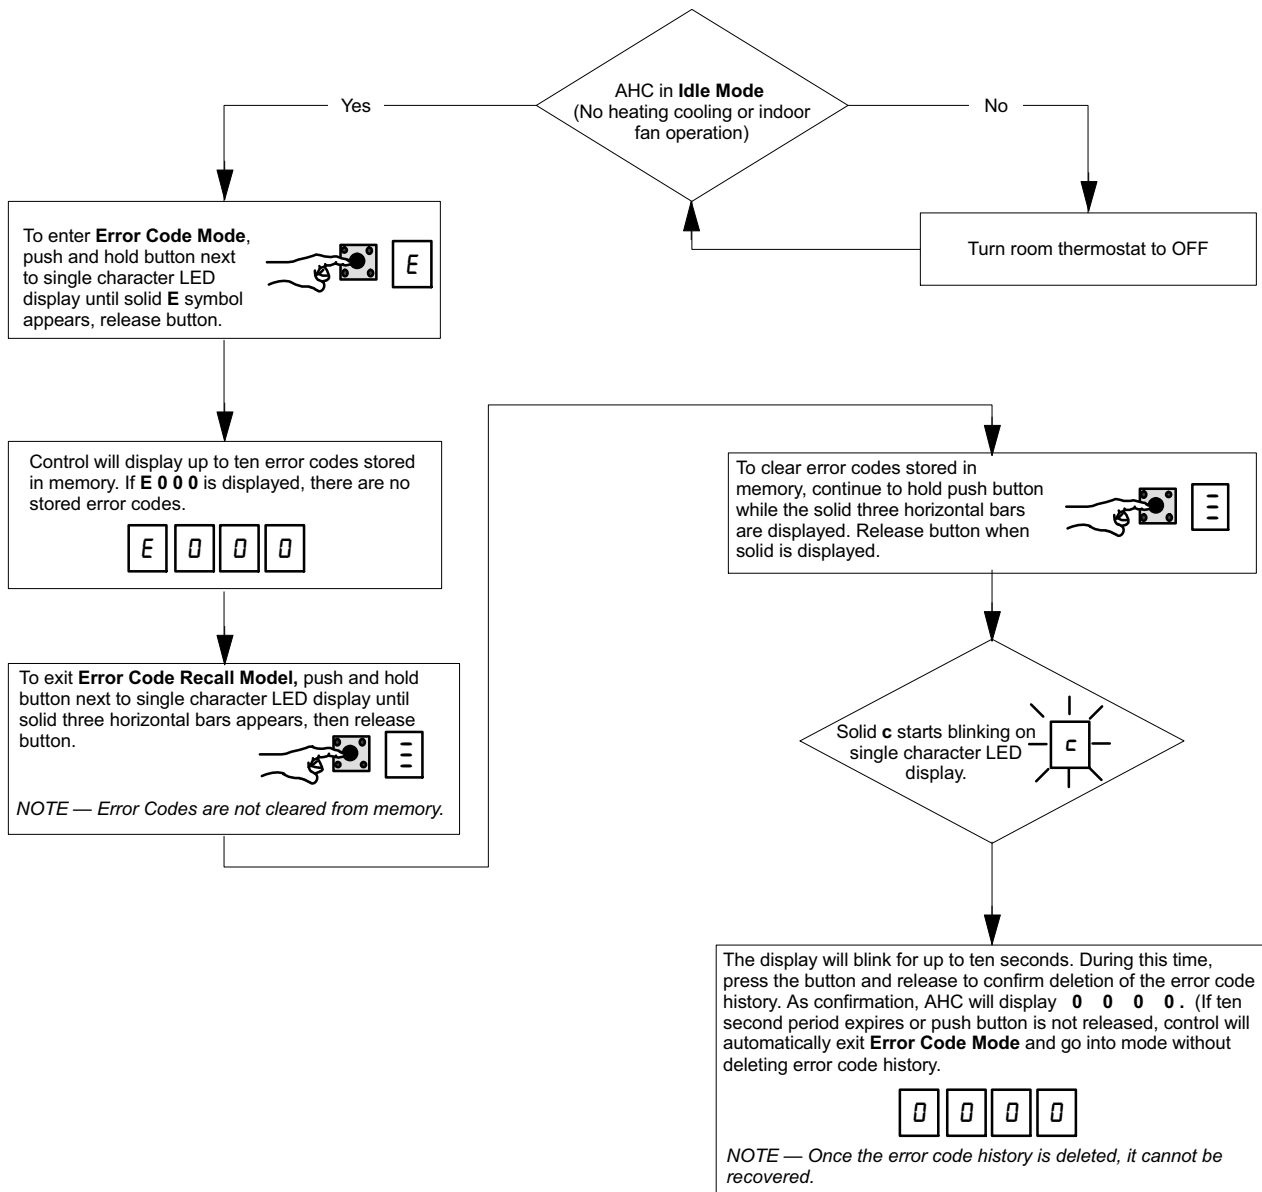 AHC in Idle Mode
(No heating cooling or indoor
fan operation)
Yes
No
To enter Error Code Mode,
push and hold button next
to single character LED
display until solid E symbol
appears, release button.
E
Turn room thermostat to OFF
Control will display up to ten error codes stored
in memory. If E 0 0 0 is displayed, there are no
stored error codes.
E 0 0 0
To exit Error Code Recall Model, push and hold
button next to single character LED display until
solid three horizontal bars appears, then release
button.
NOTE — Error Codes are not cleared from memory.
To clear error codes stored in
memory, continue to hold push button
while the solid three horizontal bars
are displayed. Release button when
solid is displayed.
Solid c starts blinking on
single character LED
display.
c
The display will blink for up to ten seconds. During this time,
press the button and release to confirm deletion of the error code
history. As confirmation, AHC will display 0 0 0 0 . (If ten
second period expires or push button is not released, control will
automatically exit Error Code Mode and go into mode without
deleting error code history.
0 0 0 0
NOTE — Once the error code history is deleted, it cannot be
recovered.